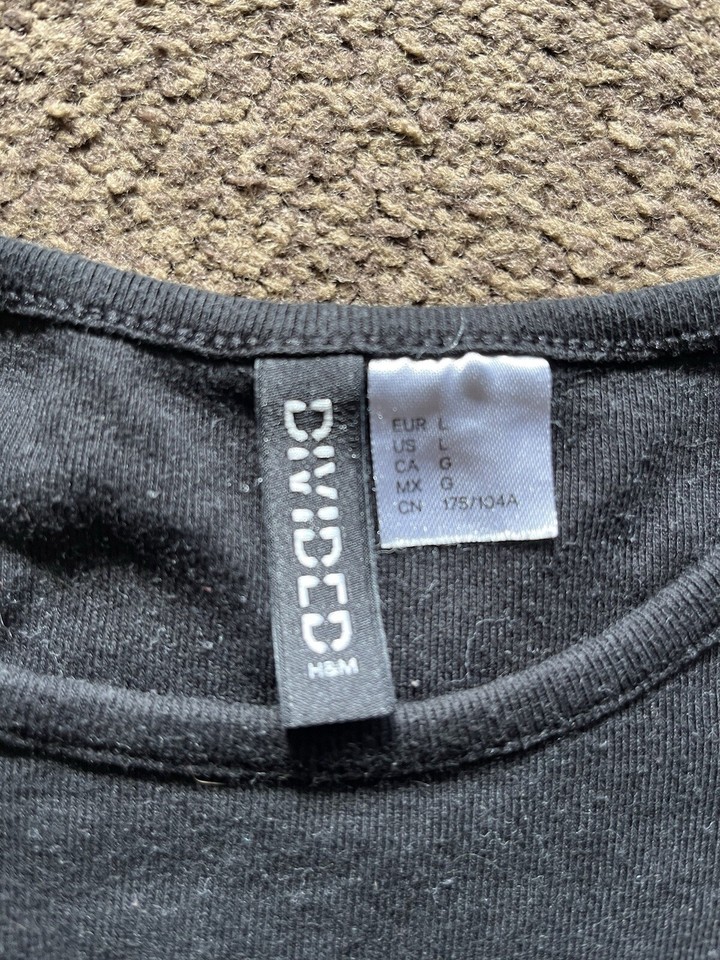 DIVIDED
H&M
EUR L
US L
CA G
MX G
CN 175/104A